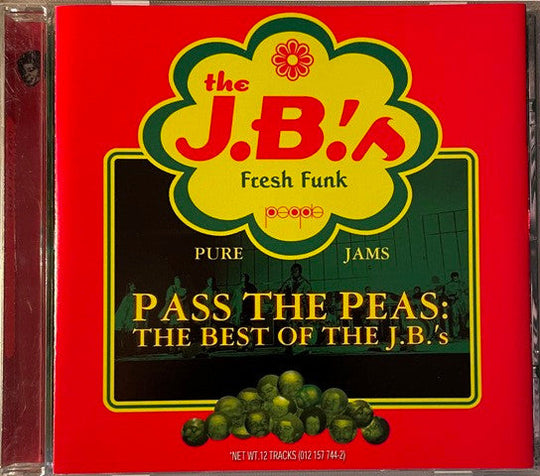 the
J.B.'s
Fresh Funk
people
PURE JAMS
PASS THE PEAS:
THE BEST OF THE J.B.'s
*NET WT. 12 TRACKS (012 157 744-2)